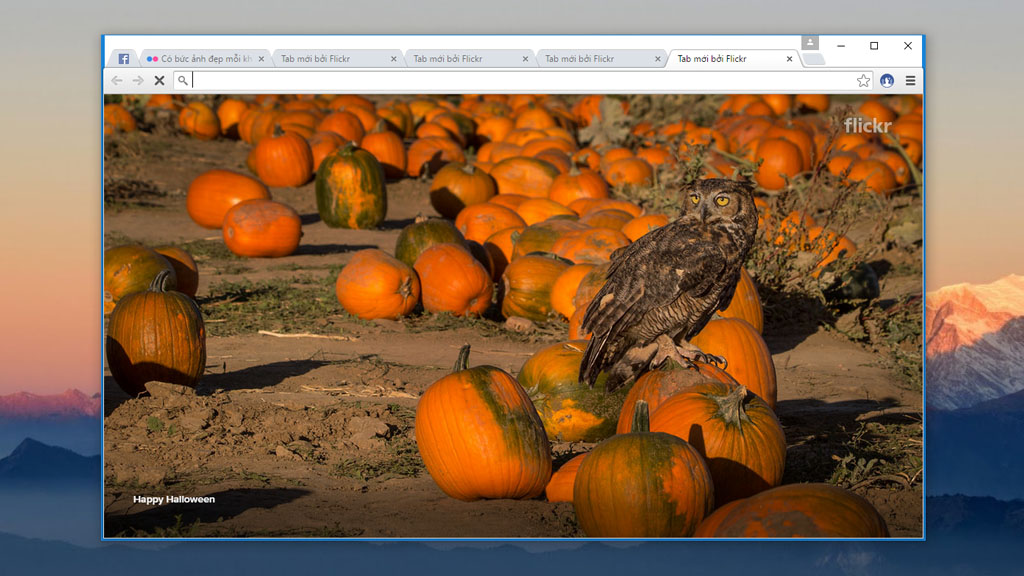 Có bức ảnh đẹp mỗi kh
Tab mới bởi Flickr
Tab mới bởi Flickr
Tab mới bởi Flickr
Tab mới bởi Flickr
flickr
Happy Halloween